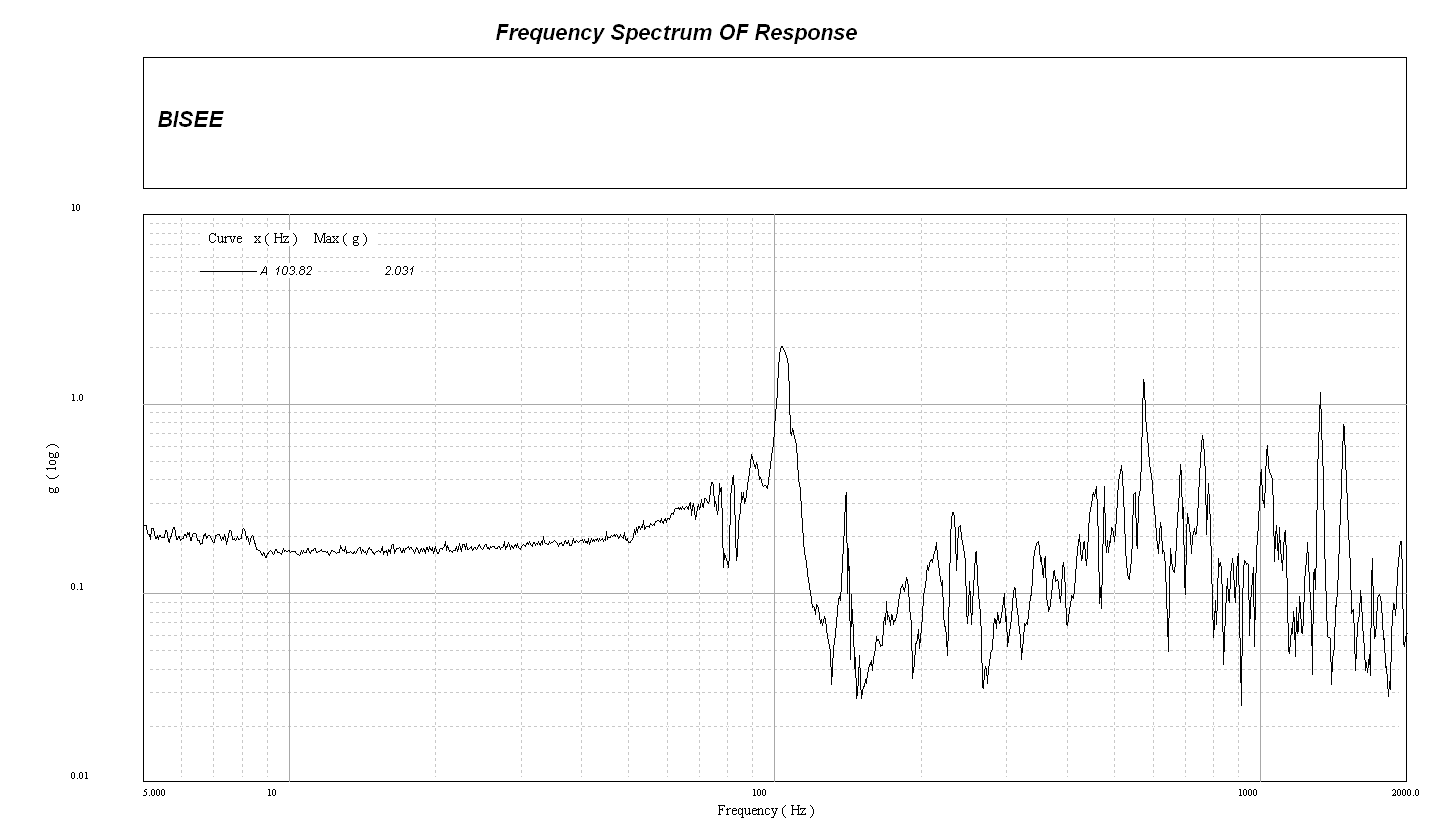 Frequency Spectrum OF Response
BISEE
10
Curve x ( Hz ) Max ( g )
A 103.82 2.031
1.0
g ( log )
0.1
0.01
5.000 10 100 1000 2000.0
Frequency ( Hz )